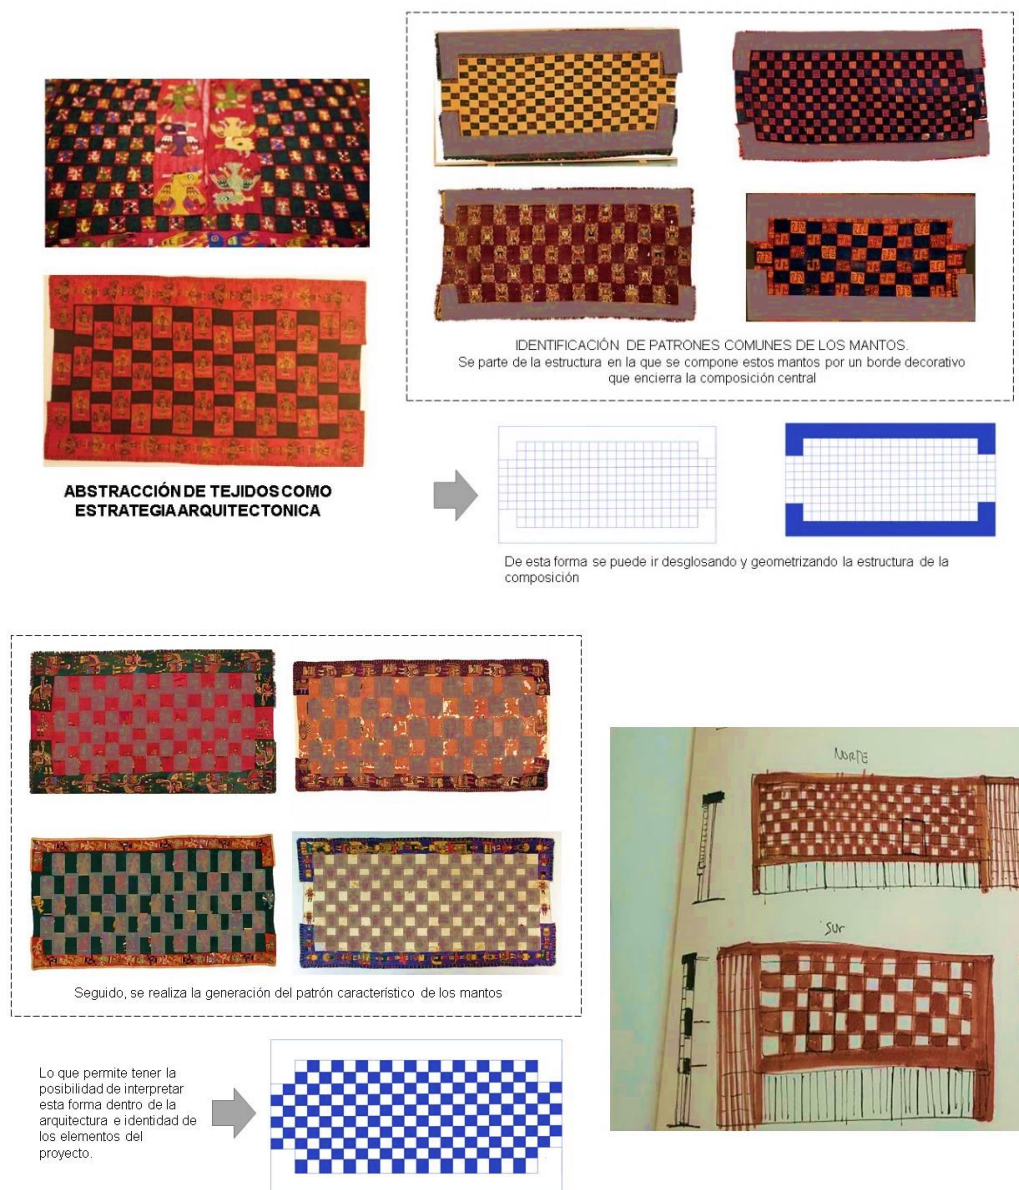 IDENTIFICACIÓN DE PATRONES COMUNES DE LOS MANTOS.
Se parte de la estructura en la que se compone estos mantos por un borde decorativo
que encierra la composición central
ABSTRACCIÓN DE TEJIDOS COMO
ESTRATEGIA ARQUITECTONICA
De esta forma se puede ir desglosando y geometrizando la estructura de la
composición
Seguido, se realiza la generación del patrón característico de los mantos
NORTE
SUr
Lo que permite tener la
posibilidad de interpretar
esta forma dentro de la
arquitectura e identidad de
los elementos del
proyecto.